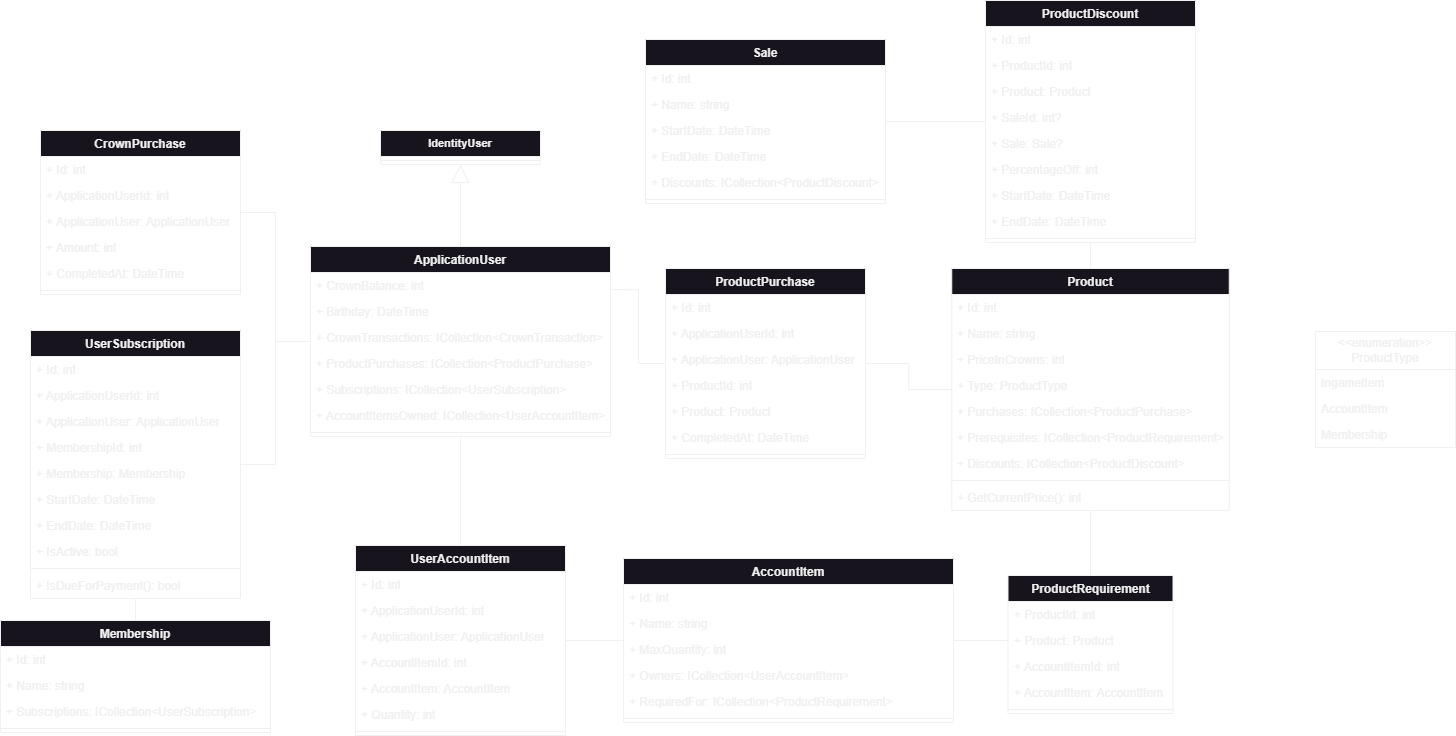 ProductDiscount
+ Id: int
+ ProductId: int
+ Product: Product
+ SaleId: int?
+ Sale: Sale?
+ PercentageOff: int
+ StartDate: DateTime
+ EndDate: DateTime
Sale
+ Id: int
+ Name: string
+ StartDate: DateTime
+ EndDate: DateTime
+ Discounts: ICollection<ProductDiscount>
CrownPurchase
+ Id: int
+ ApplicationUserId: int
+ ApplicationUser: ApplicationUser
+ Amount: int
+ CompletedAt: DateTime
IdentityUser
ApplicationUser
+ CrownBalance: int
+ Birthday: DateTime
+ CrownTransactions: ICollection<CrownTransaction>
+ ProductPurchases: ICollection<ProductPurchase>
+ Subscriptions: ICollection<UserSubscription>
+ AccountItemsOwned: ICollection<UserAccountItem>
ProductPurchase
+ Id: int
+ ApplicationUserId: int
+ ApplicationUser: ApplicationUser
+ ProductId: int
+ Product: Product
+ CompletedAt: DateTime
Product
+ Id: int
+ Name: string
+ PriceInCrowns: int
+ Type: ProductType
+ Purchases: ICollection<ProductPurchase>
+ Prerequisites: ICollection<ProductRequirement>
+ Discounts: ICollection<ProductDiscount>
+ GetCurrentPrice(): int
<<enumeration>>
ProductType
IngameItem
AccountItem
Membership
UserSubscription
+ Id: int
+ ApplicationUserId: int
+ ApplicationUser: ApplicationUser
+ MembershipId: int
+ Membership: Membership
+ StartDate: DateTime
+ EndDate: DateTime
+ IsActive: bool
+ IsDueForPayment(): bool
Membership
+ Id: int
+ Name: string
+ Subscriptions: ICollection<UserSubscription>
UserAccountItem
+ Id: int
+ ApplicationUserId: int
+ ApplicationUser: ApplicationUser
+ AccountItemId: int
+ AccountItem: AccountItem
+ Quantity: int
AccountItem
+ Id: int
+ Name: string
+ MaxQuantity: int
+ Owners: ICollection<UserAccountItem>
+ RequiredFor: ICollection<ProductRequirement>
ProductRequirement
+ ProductId: int
+ Product: Product
+ AccountItemId: int
+ AccountItem: AccountItem